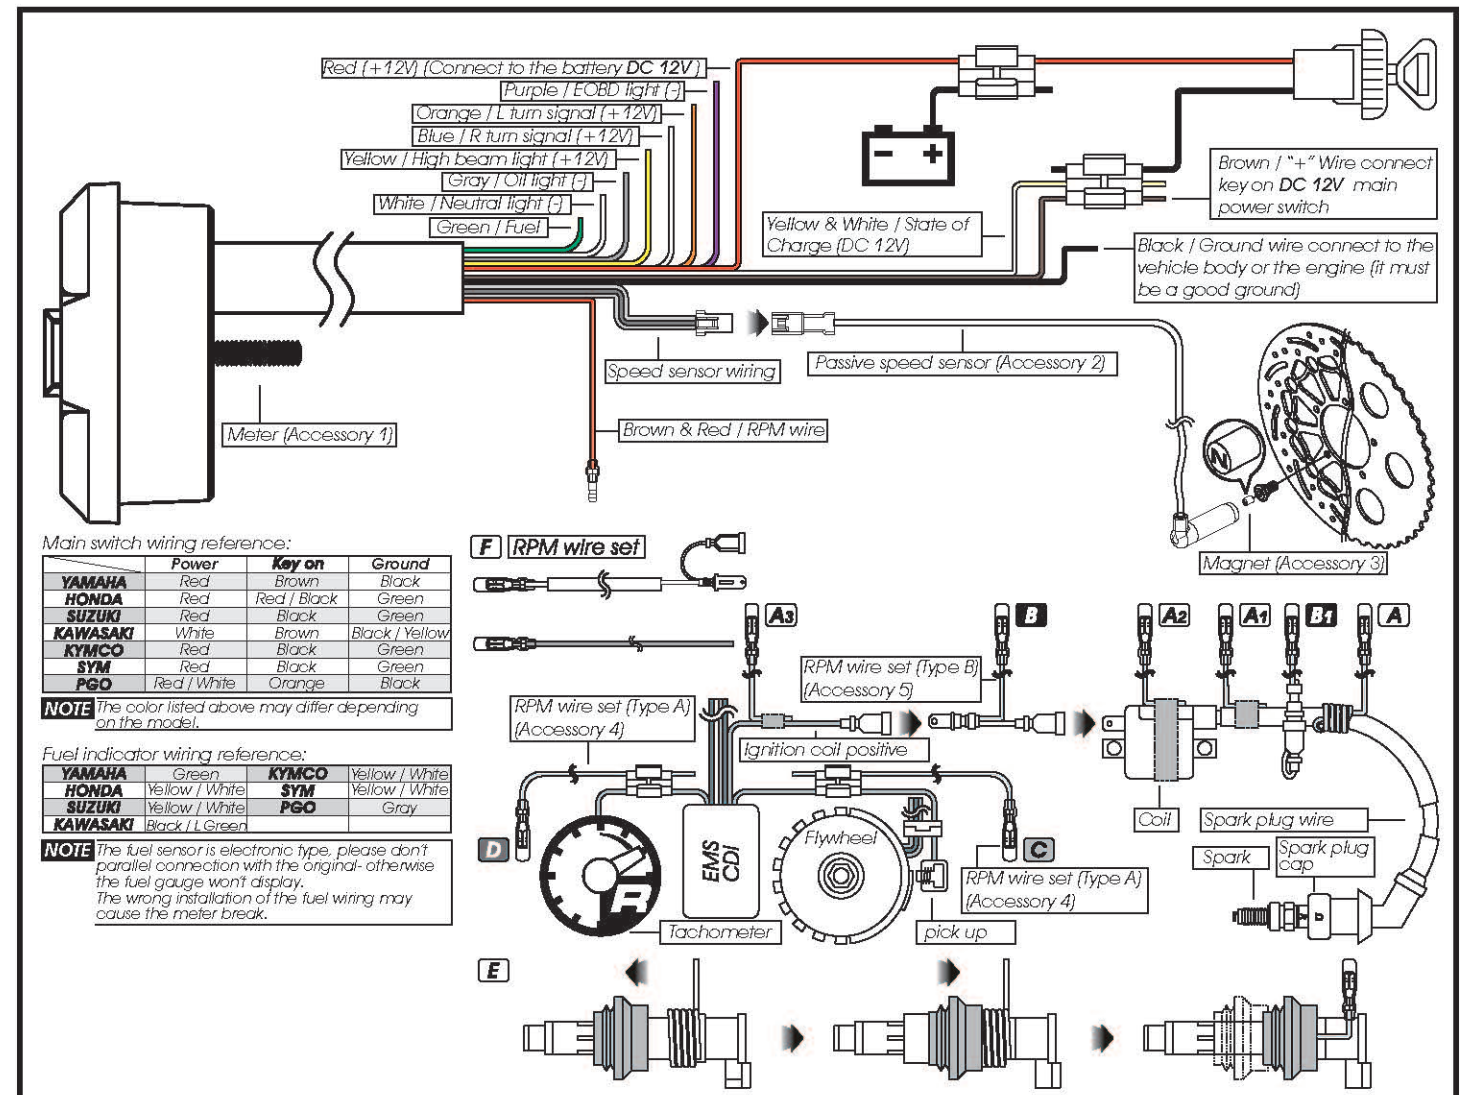 Red (+12V) (Connect to the battery DC 12V )
Purple / EOBD light (-)
Orange / L turn signal (+12V)
Blue / R turn signal (+12V)
Yellow / High beam light (+12V)
Gray / Oil light (-)
White / Neutral light (-)
Green / Fuel
Brown / "+" Wire connect
key on DC 12V main
power switch
Yellow & White / State of
Charge (DC 12V)
Black / Ground wire connect to the
vehicle body or the engine (it must
be a good ground)
Speed sensor wiring
Passive speed sensor (Accessory 2)
Meter (Accessory 1)
Brown & Red / RPM wire
N
Magnet (Accessory 3)
Main switch wiring reference:
Power Key on Ground
YAMAHA Red Brown Black
HONDA Red Red / Black Green
SUZUKI Red Black Green
KAWASAKI White Brown Black / Yellow
KYMCO Red Black Green
SYM Red Black Green
PGO Red / White Orange Black
NOTE The color listed above may differ depending
on the model.
Fuel indicator wiring reference:
YAMAHA Green KYMCO Yellow / White
HONDA Yellow / White SYM Yellow / White
SUZUKI Yellow / White PGO Gray
KAWASAKI Black / L Green
NOTE The fuel sensor is electronic type, please don't
parallel connection with the original- otherwise
the fuel gauge won't display.
The wrong installation of the fuel wiring may
cause the meter break.
F RPM wire set
A3
B
A2
A1
B1
A
RPM wire set (Type B)
(Accessory 5)
RPM wire set (Type A)
(Accessory 4)
Ignition coil positive
Coil
Spark plug wire
Spark
Spark plug
cap
D
R
EMS
CDI
Flywheel
C
RPM wire set (Type A)
(Accessory 4)
Tachometer
pick up
E